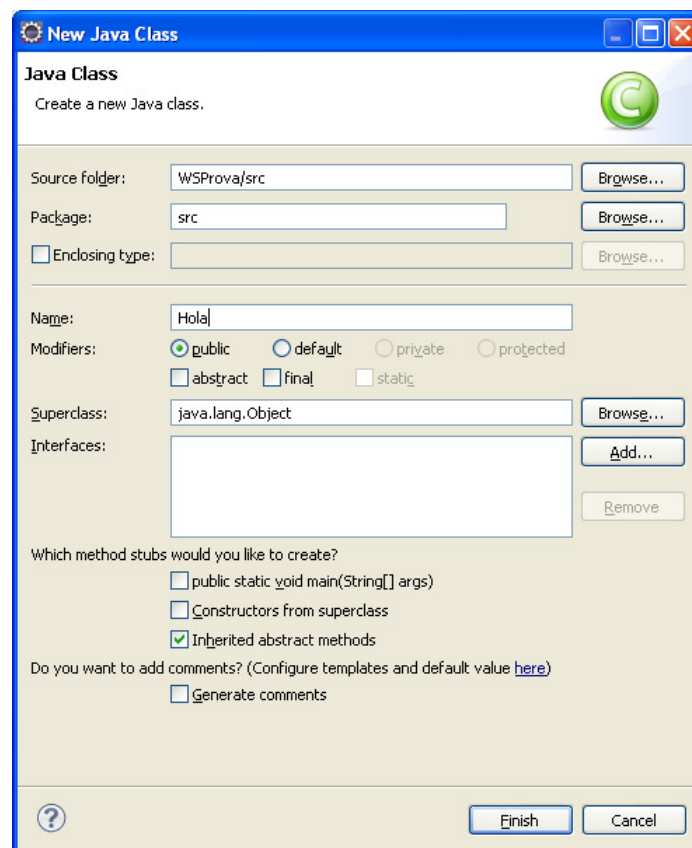 New Java Class
Java Class
Create a new Java class.
C
Source folder: WSProva/src Browse...
Package: src Browse...
Enclosing type: Browse...
Name: Hola
Modifiers: public default private protected
abstract final static
Superclass: java.lang.Object Browse...
Interfaces: Add...
Remove
Which method stubs would you like to create?
public static void main(String[] args)
Constructors from superclass
Inherited abstract methods
Do you want to add comments? (Configure templates and default value here)
Generate comments
? Finish Cancel